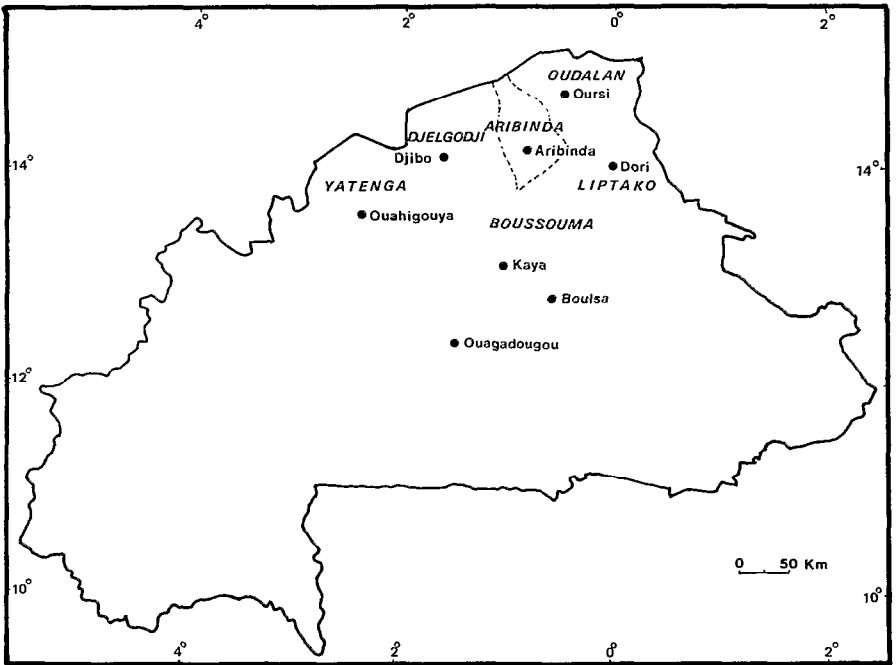 4° 2° 0° 2°
OUDALAN
Oursi
DJELGODJI ARIBINDA
Djibo Aribinda
14° Dori 14°
YATENGA LIPTAKO
Ouahigouya
BOUSSOUMA
Kaya
Boulsa
Ouagadougou
12° 12°
0 50 Km
10° 10°
4° 2° 0° 2°